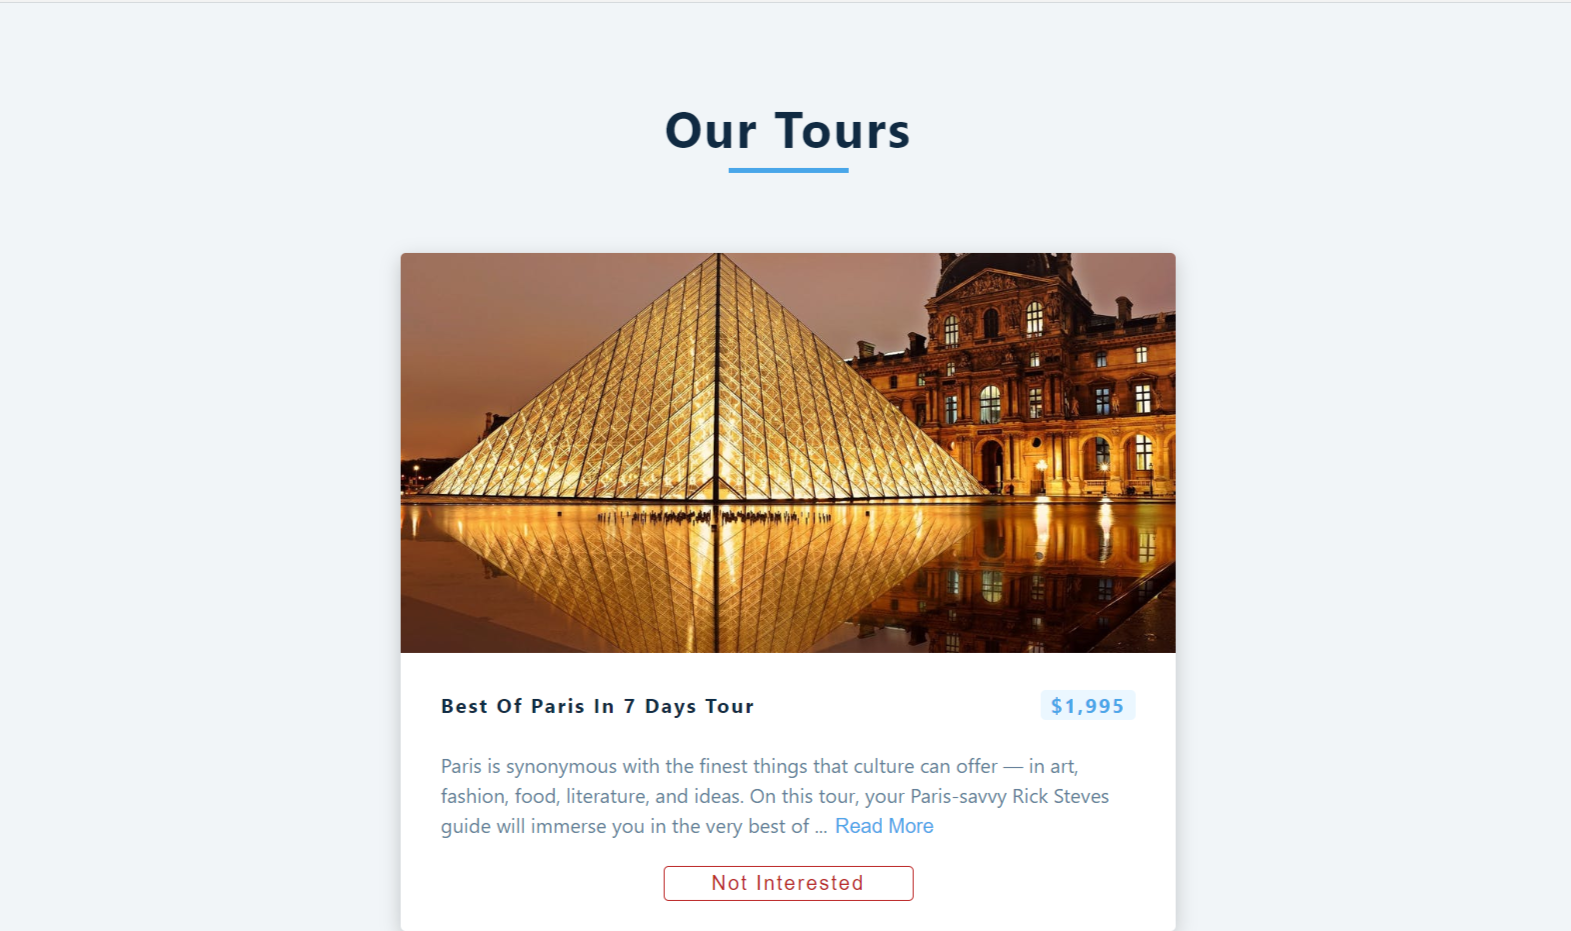 Our Tours
Best Of Paris In 7 Days Tour
$1,995
Paris is synonymous with the finest things that culture can offer — in art,
fashion, food, literature, and ideas. On this tour, your Paris-savvy Rick Steves
guide will immerse you in the very best of ... Read More
Not Interested